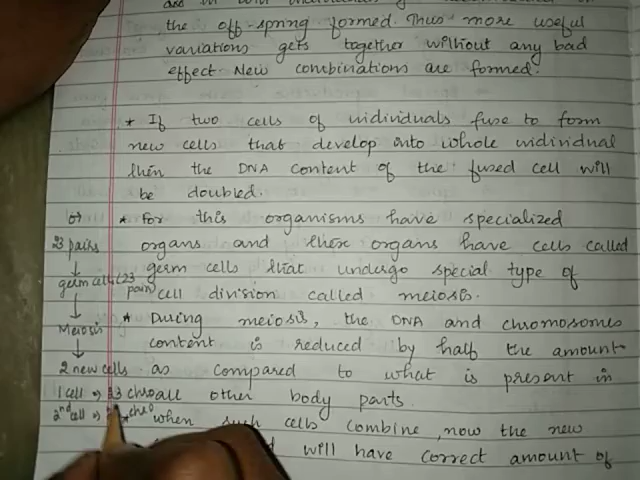 the off-spring formed. Thus more useful
variations gets together without any bad
effect. New combinations are formed.
* If two cells of individuals fuse to form
new cells that develop into whole individual
then the DNA content of the fused cell will
be doubled.
* for this organisms have specialized
23 pairs organs and these organs have cells called
germ cells (23 pairs) germ cells that undergo special type of
cell division called meiosis.
Meiosis * During meiosis, the DNA and chromosomes
content is reduced by half the amount
2 new cells as compared to what is present in
1 cell → 23 chro all other body parts.
2nd cell → chro * when such cells combine, now the new
will have correct amount of